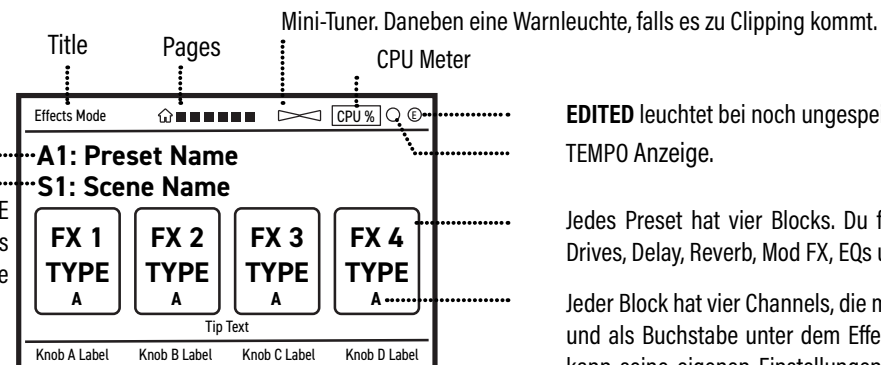 Mini-Tuner. Daneben eine Warnleuchte, falls es zu Clipping kommt.
Title
Pages
CPU Meter
Effects Mode
CPU %
E
EDITED leuchtet bei noch
TEMPO Anzeige.
A1: Preset Name
S1: Scene Name
Jedes Preset hat vier Blocks. Du
Drives, Delay, Reverb, Mod FX, EQs
FX 1
FX 2
FX 3
FX 4
TYPE
TYPE
TYPE
TYPE
A
A
A
A
Jeder Block hat vier Channels, die
und als Buchstabe unter dem
Tip Text
Knob A Label
Knob B Label
Knob C Label
Knob D Label